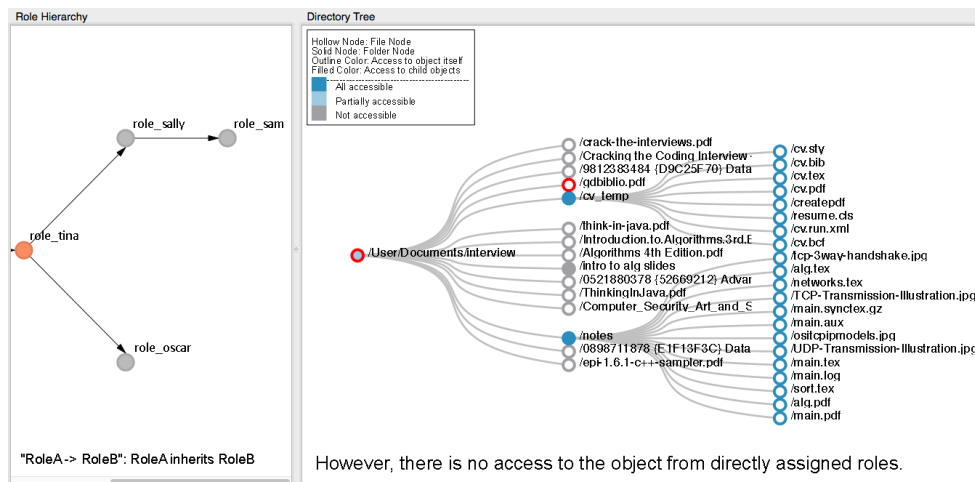 Role Hierarchy
role_sally
role_sam
role_tina
role_oscar
"RoleA -> RoleB": RoleA inherits RoleB
Directory Tree
Hollow Node: File Node
Solid Node: Folder Node
Outline Color: Access to object itself
Filled Color: Access to child objects
All accessible
Partially accessible
Not accessible
/User/Documents/interview
/crack-the-interviews.pdf
/Cracking the Coding Interview
/9812383484 {D9C25F70} Data
/gdbiblio.pdf
/cv_temp
/think-in-java.pdf
/Introduction.to.Algorithms.3rd.E
/Algorithms 4th Edition.pdf
/intro to alg slides
/0521880378 {52669212} Advar
/ThinkingInJava.pdf
/Computer_Security_Art_and_S
/notes
/0898711878 {E1F13F3C} Data
/epi-1.6.1-c++-sampler.pdf
/cv.sty
/cv.bib
/cv.tex
/cv.pdf
/createpdf
/resume.cls
/cv.run.xml
/cv.bcf
/tcp-3way-handshake.jpg
/alg.tex
/networks.tex
/TCP-Transmission-Illustration.jpg
/main.synctex.gz
/main.aux
/ositcpipmodels.jpg
/UDP-Transmission-Illustration.jpg
/main.tex
/main.log
/sort.tex
/alg.pdf
/main.pdf
However, there is no access to the object from directly assigned roles.